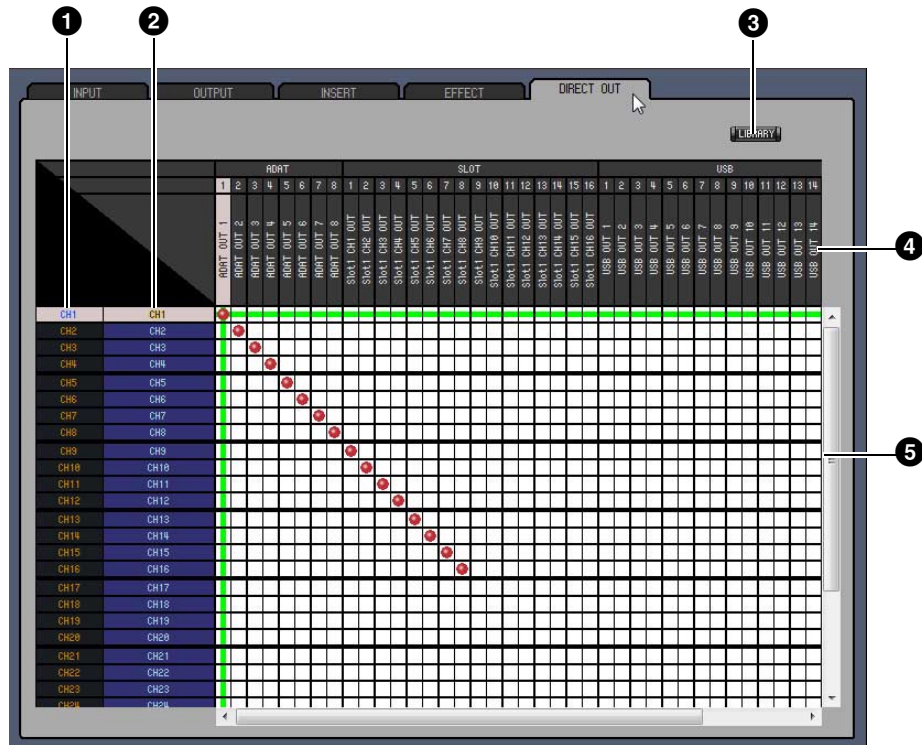 1 2 3
INPUT OUTPUT INSERT EFFECT DIRECT OUT
LIBRARY
ADAT SLOT USB
1 2 3 4 5 6 7 8 1 2 3 4 5 6 7 8 9 10 11 12 13 14 15 16 1 2 3 4 5 6 7 8 9 10 11 12 13 14
ADAT OUT 1
ADAT OUT 2
ADAT OUT 3
ADAT OUT 4
ADAT OUT 5
ADAT OUT 6
ADAT OUT 7
ADAT OUT 8
Slot1 CH1 OUT
Slot1 CH2 OUT
Slot1 CH3 OUT
Slot1 CH4 OUT
Slot1 CH5 OUT
Slot1 CH6 OUT
Slot1 CH7 OUT
Slot1 CH8 OUT
Slot1 CH9 OUT
Slot1 CH10 OUT
Slot1 CH11 OUT
Slot1 CH12 OUT
Slot1 CH13 OUT
Slot1 CH14 OUT
Slot1 CH15 OUT
Slot1 CH16 OUT
USB OUT 1
USB OUT 2
USB OUT 3
USB OUT 4
USB OUT 5
USB OUT 6
USB OUT 7
USB OUT 8
USB OUT 9
USB OUT 10
USB OUT 11
USB OUT 12
USB OUT 13
USB OUT 14
4
CH1 CH1
CH2 CH2
CH3 CH3
CH4 CH4
CH5 CH5
CH6 CH6
CH7 CH7
CH8 CH8
CH9 CH9
5
CH10 CH10
CH11 CH11
CH12 CH12
CH13 CH13
CH14 CH14
CH15 CH15
CH16 CH16
CH17 CH17
CH18 CH18
CH19 CH19
CH20 CH20
CH21 CH21
CH22 CH22
CH23 CH23
CH24 CH24